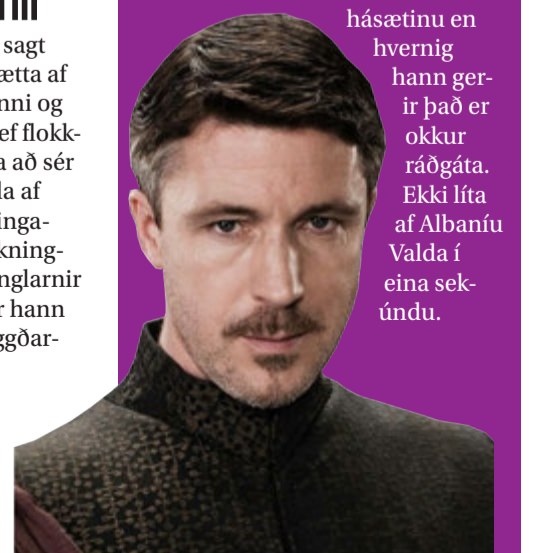 sagt
ætta af
nni og
ef flokk-
a að sér
la af
inga-
kning-
nglarnir
r hann
ggðar-
hásætinu en
hvernig
hann ger-
ir það er
okkur
ráðgáta.
Ekki líta
af Albaníu
Valda í
eina sek-
úndu.